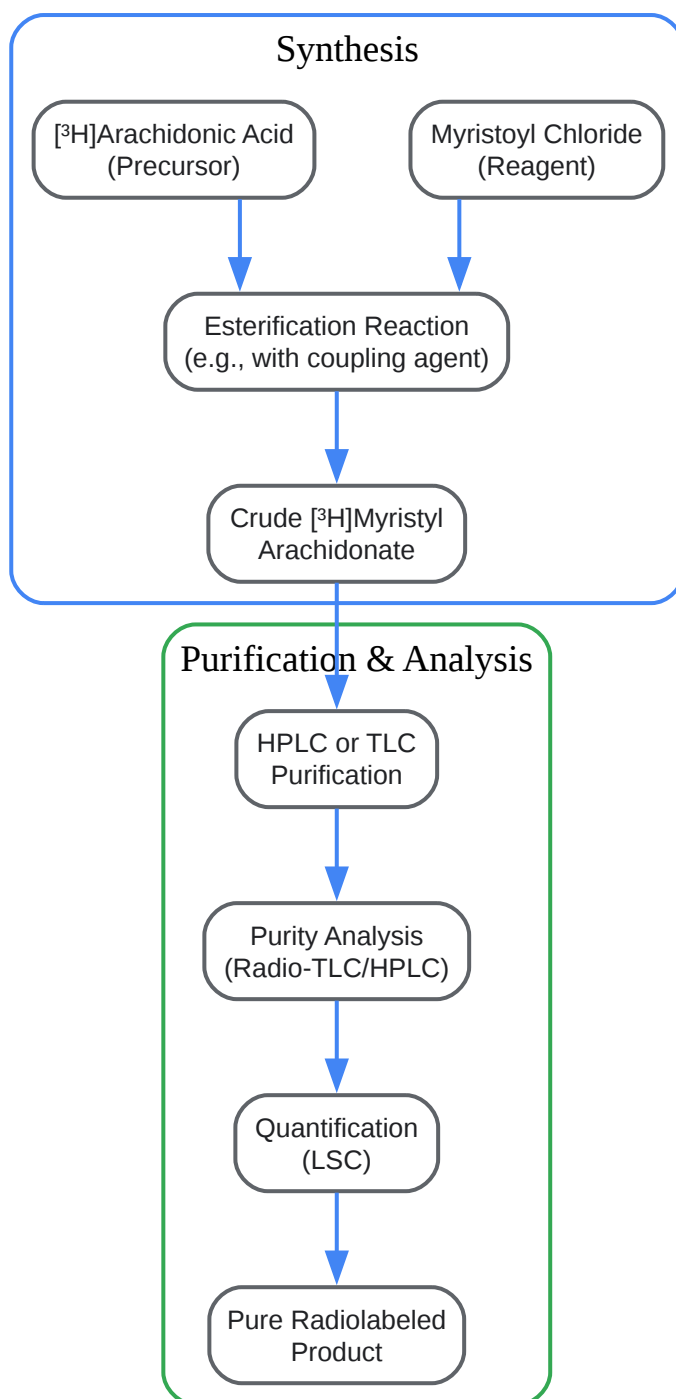 Synthesis
[³H]Arachidonic Acid
(Precursor)
Myristoyl Chloride
(Reagent)
Esterification Reaction
(e.g., with coupling agent)
Crude [³H]Myristyl
Arachidonate
Purification & Analysis
HPLC or TLC
Purification
Purity Analysis
(Radio-TLC/HPLC)
Quantification
(LSC)
Pure Radiolabeled
Product